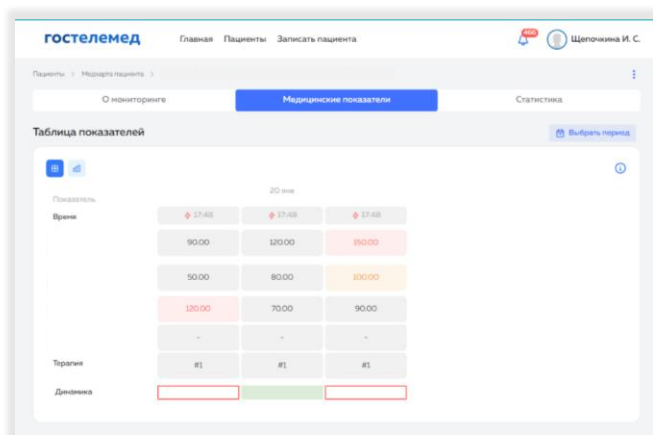 гостелемед Главная Пациенты Записать пациента 466 Щепочкина И. С.
Пациенты > Медкарта пациента >
О мониторинге Медицинские показатели Статистика
Таблица показателей Выбрать период
20 янв
Показатель
Время 17:48 17:48 17:48
90.00 120.00 150.00
50.00 80.00 100.00
120.00 70.00 90.00
- - -
Терапия #1 #1 #1
Динамика